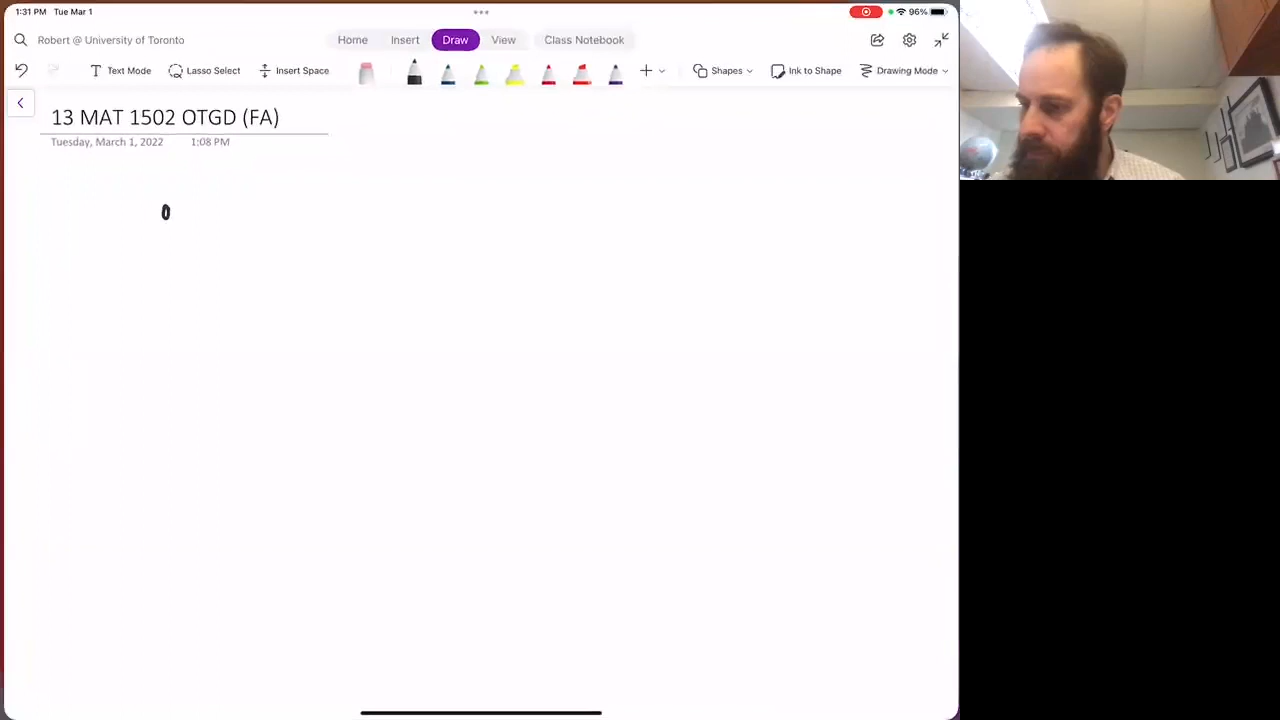 1:31 PM Tue Mar 1 96%
Robert @ University of Toronto Home Insert Draw View Class Notebook
Text Mode Lasso Select Insert Space Shapes Ink to Shape Drawing Mode
13 MAT 1502 OTGD (FA)
Tuesday, March 1, 2022 1:08 PM
0